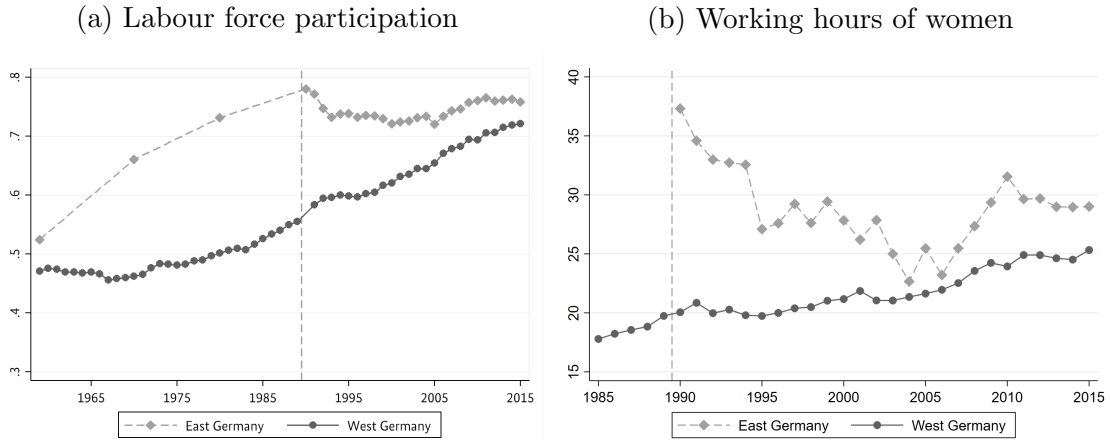 (a) Labour force participation
.8
.7
.6
.5
.4
.3
1965 1975 1985 1995 2005 2015
East Germany West Germany
(b) Working hours of women
40
35
30
25
20
15
1985 1990 1995 2000 2005 2010 2015
East Germany West Germany